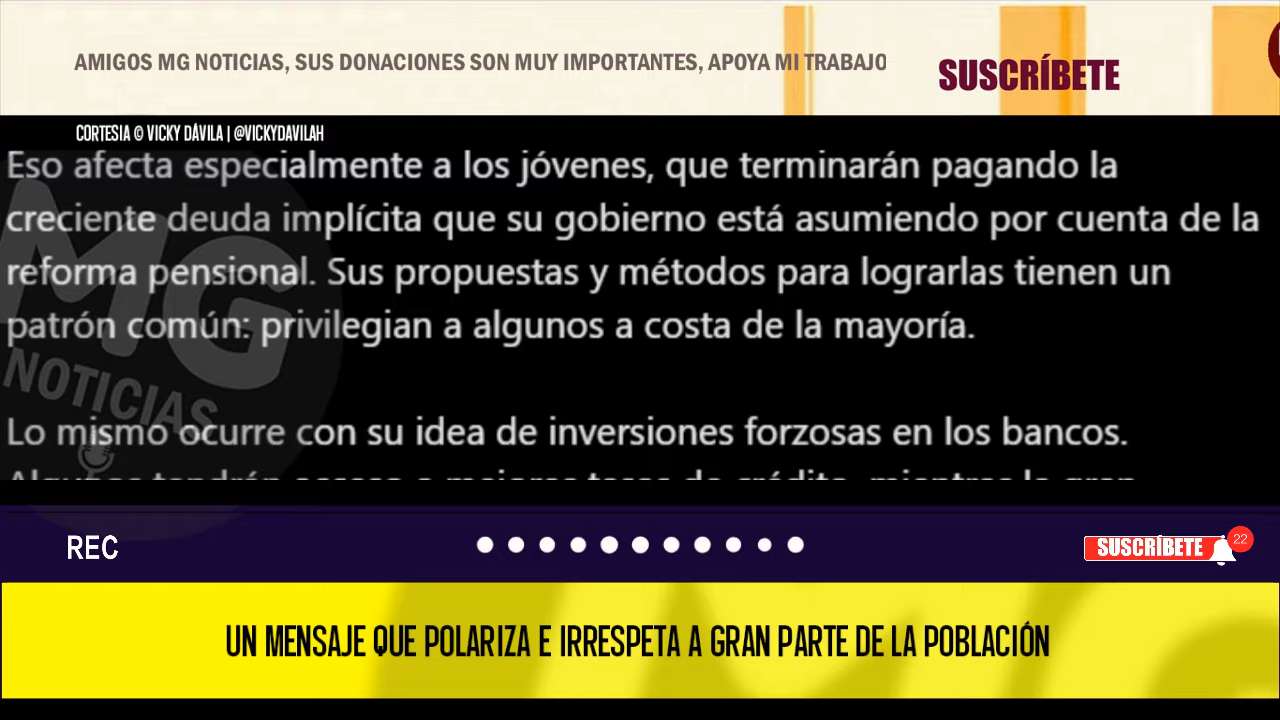 AMIGOS MG NOTICIAS, SUS DONACIONES SON MUY IMPORTANTES, APOYA MI TRABAJO
SUSCRÍBETE
CORTESIA © VICKY DÁVILA | @VICKYDAVILAH
Eso afecta especialmente a los jóvenes, que terminarán pagando la
creciente deuda implícita que su gobierno está asumiendo por cuenta de la
reforma pensional. Sus propuestas y métodos para lograrlas tienen un
patrón común: privilegian a algunos a costa de la mayoría.
MG
NOTICIAS
Lo mismo ocurre con su idea de inversiones forzosas en los bancos.
REC
SUSCRÍBETE
22
UN MENSAJE QUE POLARIZA E IRRESPETA A GRAN PARTE DE LA POBLACIÓN